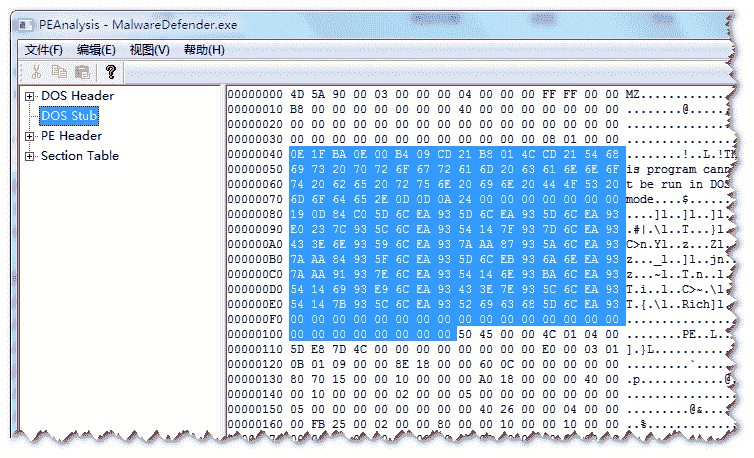 PEAnalysis - MalwareDefender.exe
文件(F) 编辑(E) 视图(V) 帮助(H)
DOS Header
DOS Stub
PE Header
Section Table
00000000 4D 5A 90 00 03 00 00 00 04 00 00 00 FF FF 00 00 MZ..............
00000010 B8 00 00 00 00 00 00 00 40 00 00 00 00 00 00 00 ........@.......
00000020 00 00 00 00 00 00 00 00 00 00 00 00 00 00 00 00 ................
00000030 00 00 00 00 00 00 00 00 00 00 00 00 08 01 00 00 ................
00000040 0E 1F BA 0E 00 B4 09 CD 21 B8 01 4C CD 21 54 68 ........!..L.!Th
00000050 69 73 20 70 72 6F 67 72 61 6D 20 63 61 6E 6E 6F is program canno
00000060 74 20 62 65 20 72 75 6E 20 69 6E 20 44 4F 53 20 t be run in DOS
00000070 6D 6F 64 65 2E 0D 0D 0A 24 00 00 00 00 00 00 00 mode....$.......
00000080 19 0D 84 C0 5D 6C EA 93 5D 6C EA 93 5D 6C EA 93 ....]l..]l..]l..
00000090 E0 23 7C 93 5C 6C EA 93 54 14 7F 93 7D 6C EA 93 .#|.\l..T...}l..
000000A0 43 3E 6E 93 59 6C EA 93 7A AA 87 93 5A 6C EA 93 C>n.Yl..z...Zl..
000000B0 7A AA 84 93 5F 6C EA 93 5D 6C EB 93 6A 6E EA 93 z..._l..]l..jn..
000000C0 7A AA 91 93 7E 6C EA 93 54 14 6E 93 BA 6C EA 93 z...~l..T.n..l..
000000D0 54 14 69 93 E9 6C EA 93 43 3E 7E 93 5C 6C EA 93 T.i..l..C>~.\l..
000000E0 54 14 7B 93 5C 6C EA 93 52 69 63 68 5D 6C EA 93 T.{.\l..Rich]l..
000000F0 00 00 00 00 00 00 00 00 00 00 00 00 00 00 00 00 ................
00000100 00 00 00 00 00 00 00 00 50 45 00 00 4C 01 04 00 ........PE..L...
00000110 5D E8 7D 4C 00 00 00 00 00 00 00 00 E0 00 03 01 ].}L............
00000120 0B 01 09 00 00 8E 18 00 00 60 0C 00 00 00 00 00 .........`......
00000130 80 70 15 00 00 10 00 00 00 A0 18 00 00 00 40 00 .p............@.
00000140 00 10 00 00 00 02 00 00 05 00 00 00 00 00 00 00 ................
00000150 05 00 00 00 00 00 00 00 00 40 26 00 00 04 00 00 .........@&.....
00000160 00 FB 25 00 02 00 00 80 00 00 10 00 00 10 00 00 ..%.............